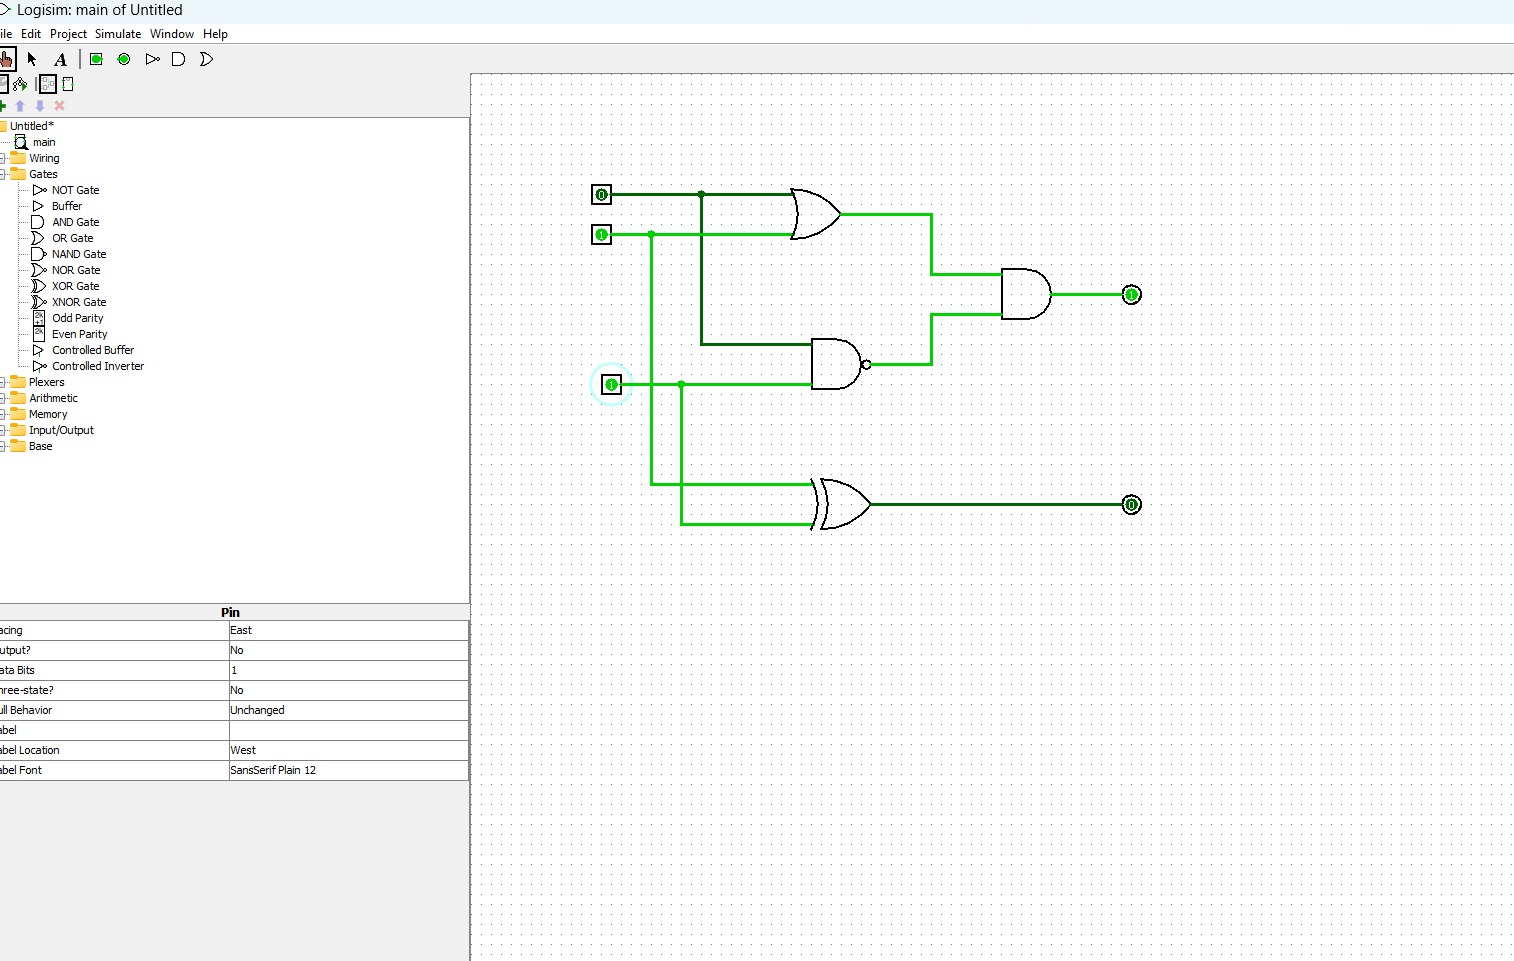 Logisim: main of Untitled
ile Edit Project Simulate Window Help
A
Untitled*
main
Wiring
Gates
NOT Gate
Buffer
AND Gate
OR Gate
NAND Gate
NOR Gate
XOR Gate
XNOR Gate
Odd Parity
Even Parity
Controlled Buffer
Controlled Inverter
Plexers
Arithmetic
Memory
Input/Output
Base
Pin
acing East
utput? No
ata Bits 1
hree-state? No
ull Behavior Unchanged
abel
abel Location West
abel Font SansSerif Plain 12
0
1
1
1
0